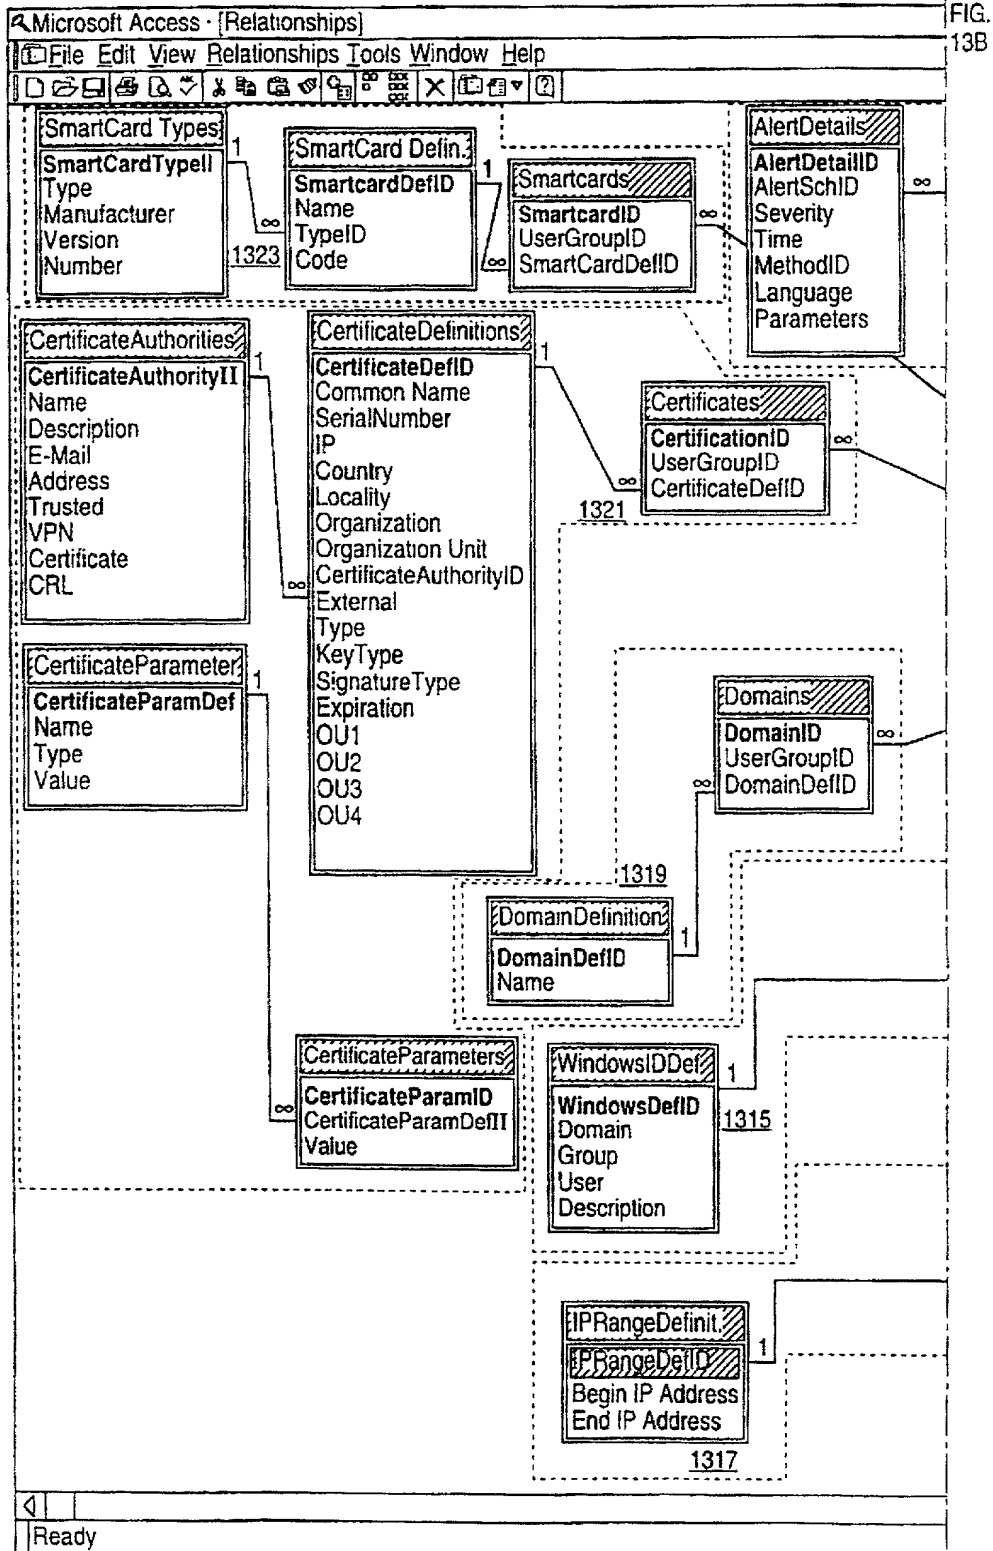 Microsoft Access · [Relationships]
FIG.
13B
File Edit View Relationships Tools Window Help
SmartCard Types
1
SmartCardTypeII
Type
Manufacturer
Version
Number
∞
1323
SmartCard Defin.
1
SmartcardDefID
Name
TypeID
Code
∞
Smartcards
SmartcardID
UserGroupID
SmartCardDefID
∞
AlertDetails
AlertDetailID
AlertSchID
Severity
Time
MethodID
Language
Parameters
∞
CertificateAuthorities
1
CertificateAuthorityII
Name
Description
E-Mail
Address
Trusted
VPN
Certificate
CRL
∞
CertificateDefinitions
1
CertificateDefID
Common Name
SerialNumber
IP
Country
Locality
Organization
Organization Unit
CertificateAuthorityID
External
Type
KeyType
SignatureType
Expiration
OU1
OU2
OU3
OU4
∞
1321
Certificates
CertificationID
UserGroupID
CertificateDefID
∞
CertificateParameter
1
CertificateParamDef
Name
Type
Value
Domains
DomainID
UserGroupID
DomainDefID
∞
∞
1319
DomainDefinition
1
DomainDefID
Name
CertificateParameters
CertificateParamID
CertificateParamDefII
Value
∞
WindowsIDDef
1
WindowsDefID
Domain
Group
User
Description
1315
IPRangeDefinit.
1
IPRangeDefID
Begin IP Address
End IP Address
1317
Ready